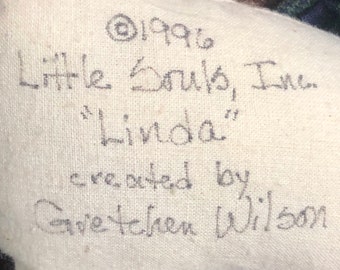 ©1996
Little Souls, Inc.
"Linda"
created by
Gretchen Wilson